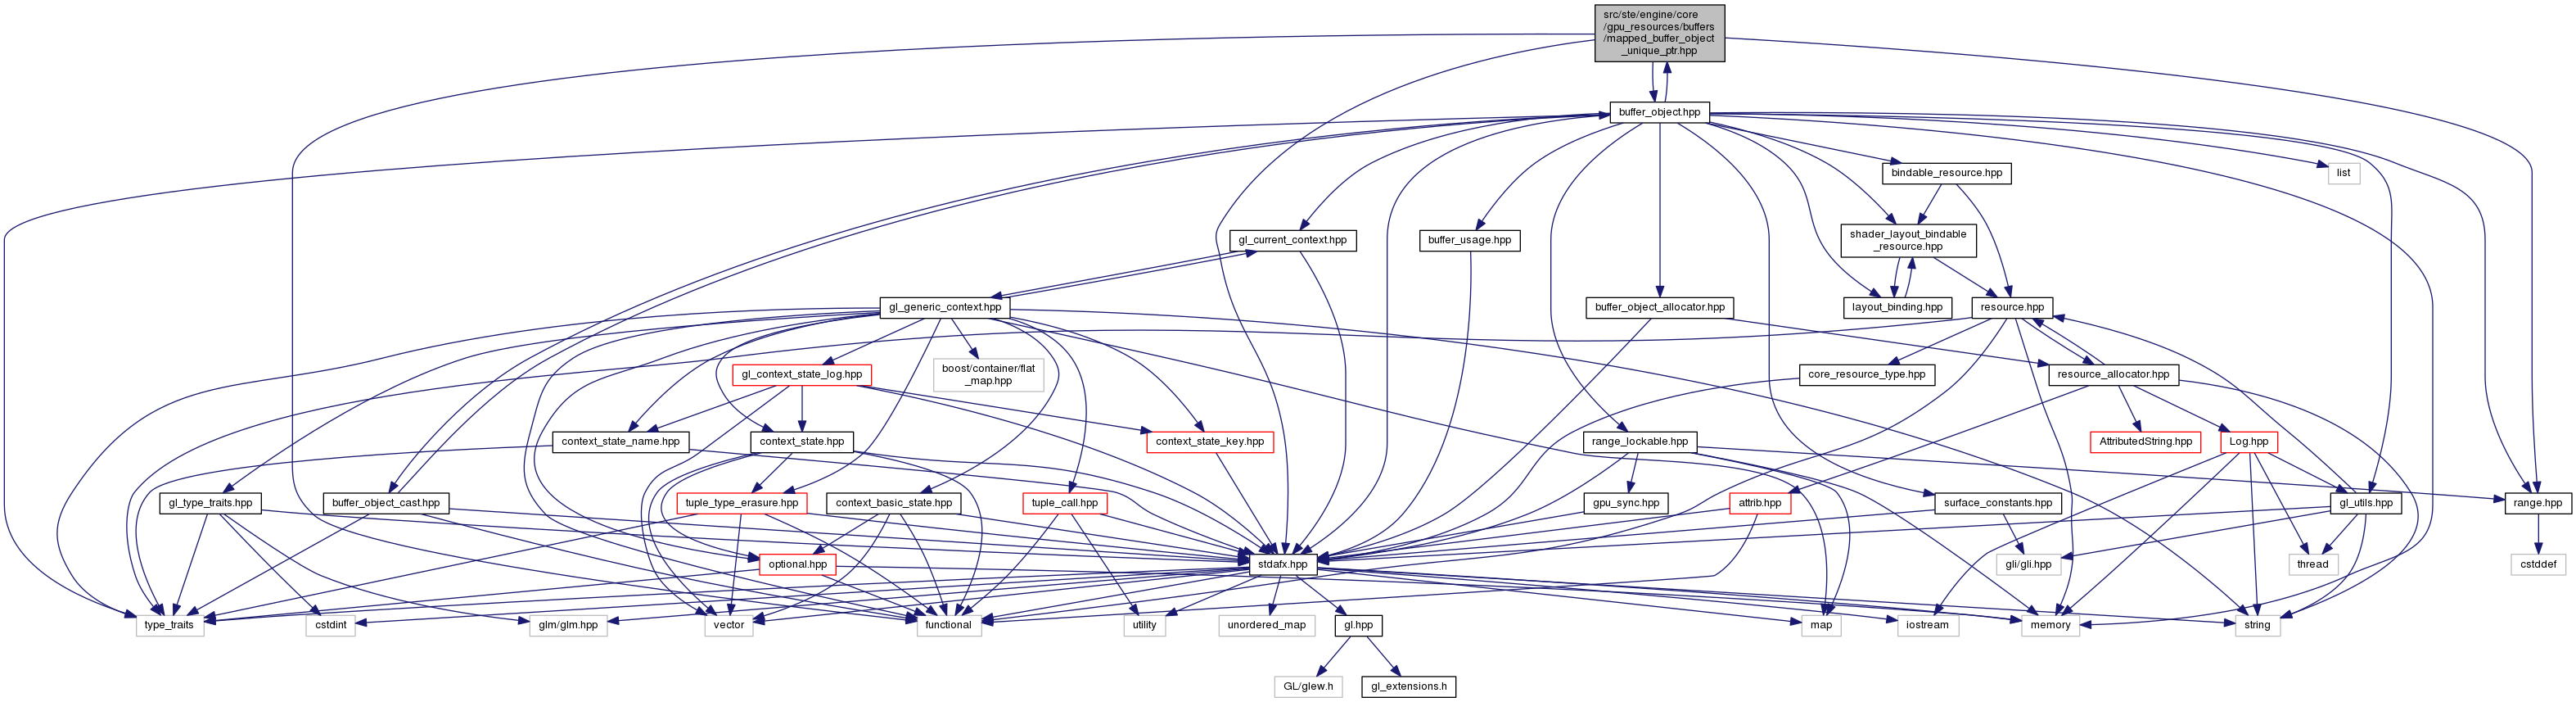 src/ste/engine/core
/gpu_resources/buffers
/mapped_buffer_object
_unique_ptr.hpp
buffer_object.hpp
bindable_resource.hpp
list
gl_current_context.hpp
buffer_usage.hpp
shader_layout_bindable
_resource.hpp
gl_generic_context.hpp
buffer_object_allocator.hpp
layout_binding.hpp
resource.hpp
gl_context_state_log.hpp
boost/container/flat
_map.hpp
core_resource_type.hpp
resource_allocator.hpp
context_state_name.hpp
context_state.hpp
context_state_key.hpp
range_lockable.hpp
AttributedString.hpp
Log.hpp
gl_type_traits.hpp
buffer_object_cast.hpp
tuple_type_erasure.hpp
context_basic_state.hpp
tuple_call.hpp
gpu_sync.hpp
attrib.hpp
surface_constants.hpp
gl_utils.hpp
range.hpp
optional.hpp
stdafx.hpp
gli/gli.hpp
thread
cstddef
type_traits
cstdint
glm/glm.hpp
vector
functional
utility
unordered_map
gl.hpp
map
iostream
memory
string
GL/glew.h
gl_extensions.h